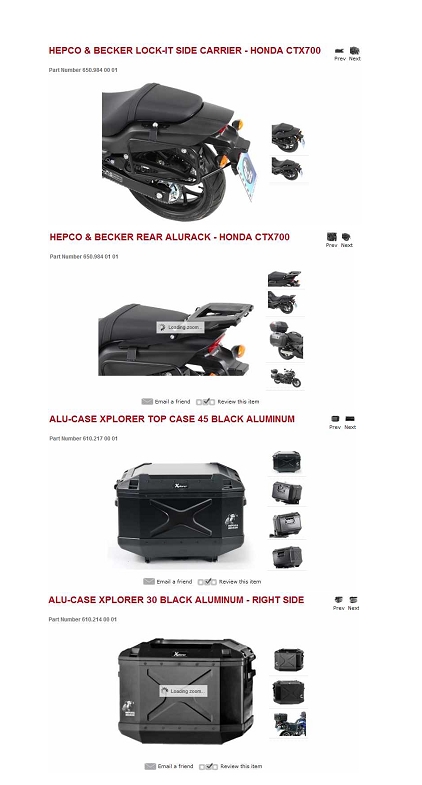 HEPCO & BECKER LOCK-IT SIDE CARRIER - HONDA CTX700
Prev Next
Part Number 650.984 00 01
HEPCO & BECKER REAR ALURACK - HONDA CTX700
Prev Next
Part Number 650.984 01 01
Loading zoom..
Email a friend Review this item
ALU-CASE XPLORER TOP CASE 45 BLACK ALUMINUM
Prev Next
Part Number 610.217 00 01
Xplorer
Email a friend Review this item
ALU-CASE XPLORER 30 BLACK ALUMINUM - RIGHT SIDE
Prev Next
Part Number 610.214 00 01
Xplorer
Loading zoom..
Email a friend Review this item